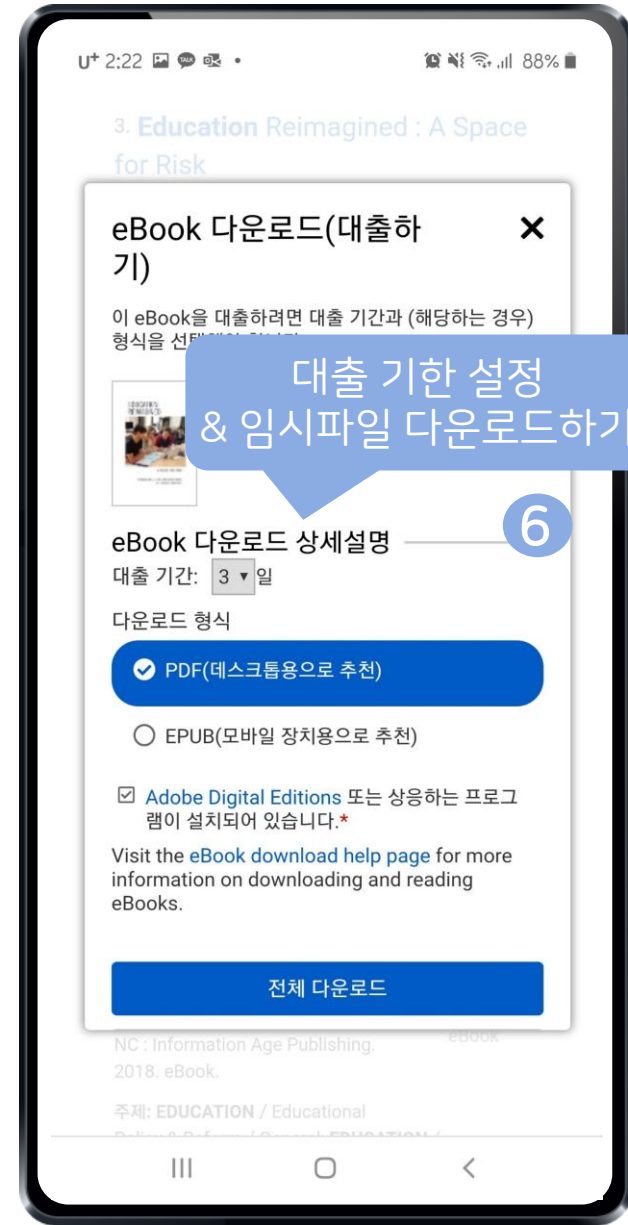 U+ 2:22
88%
3. Education Reimagined : A Space
for Risk
eBook 다운로드(대출하
기)
이 eBook을 대출하려면 대출 기간과 (해당하는 경우)
형식을
대출 기한 설정
& 임시파일 다운로드하기
EDUCATION
REIMAGINED
6
eBook 다운로드 상세설명
대출 기간: 3 ▾ 일
다운로드 형식
PDF(데스크톱용으로 추천)
EPUB(모바일 장치용으로 추천)
Adobe Digital Editions 또는 상응하는 프로그
램이 설치되어 있습니다.*
Visit the eBook download help page for more
information on downloading and reading
eBooks.
전체 다운로드
NC : Information Age Publishing.
eBook
2018. eBook.
주제: EDUCATION / Educational